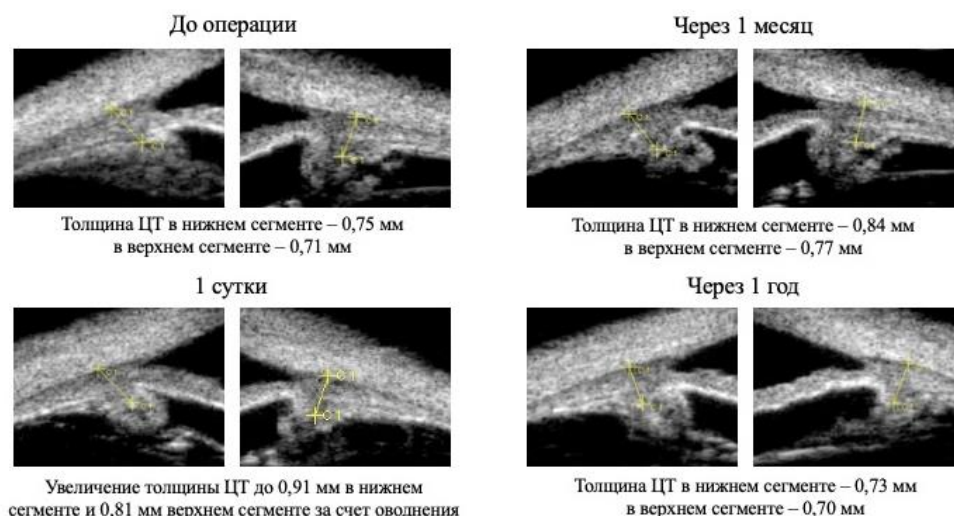 До операции
Толщина ЦТ в нижнем сегменте – 0,75 мм
в верхнем сегменте – 0,71 мм
Через 1 месяц
Толщина ЦТ в нижнем сегменте – 0,84 мм
в верхнем сегменте – 0,77 мм
1 сутки
Увеличение толщины ЦТ до 0,91 мм в нижнем
сегменте и 0,81 мм верхнем сегменте за счет оводнения
Через 1 год
Толщина ЦТ в нижнем сегменте – 0,73 мм
в верхнем сегменте – 0,70 мм